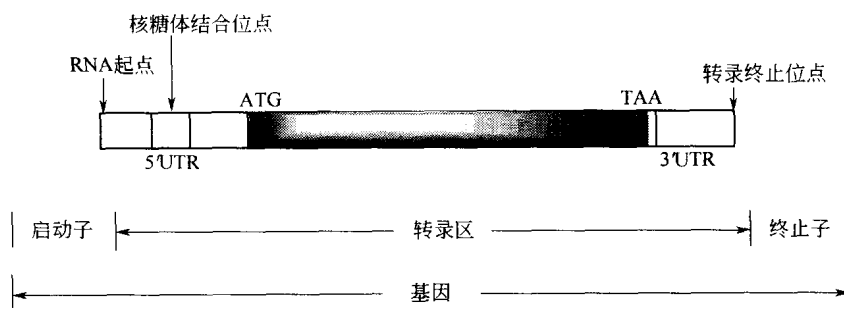 核糖体结合位点
RNA起点
转录终止位点
ATG
TAA
5'UTR
3'UTR
启动子
转录区
终止子
基因